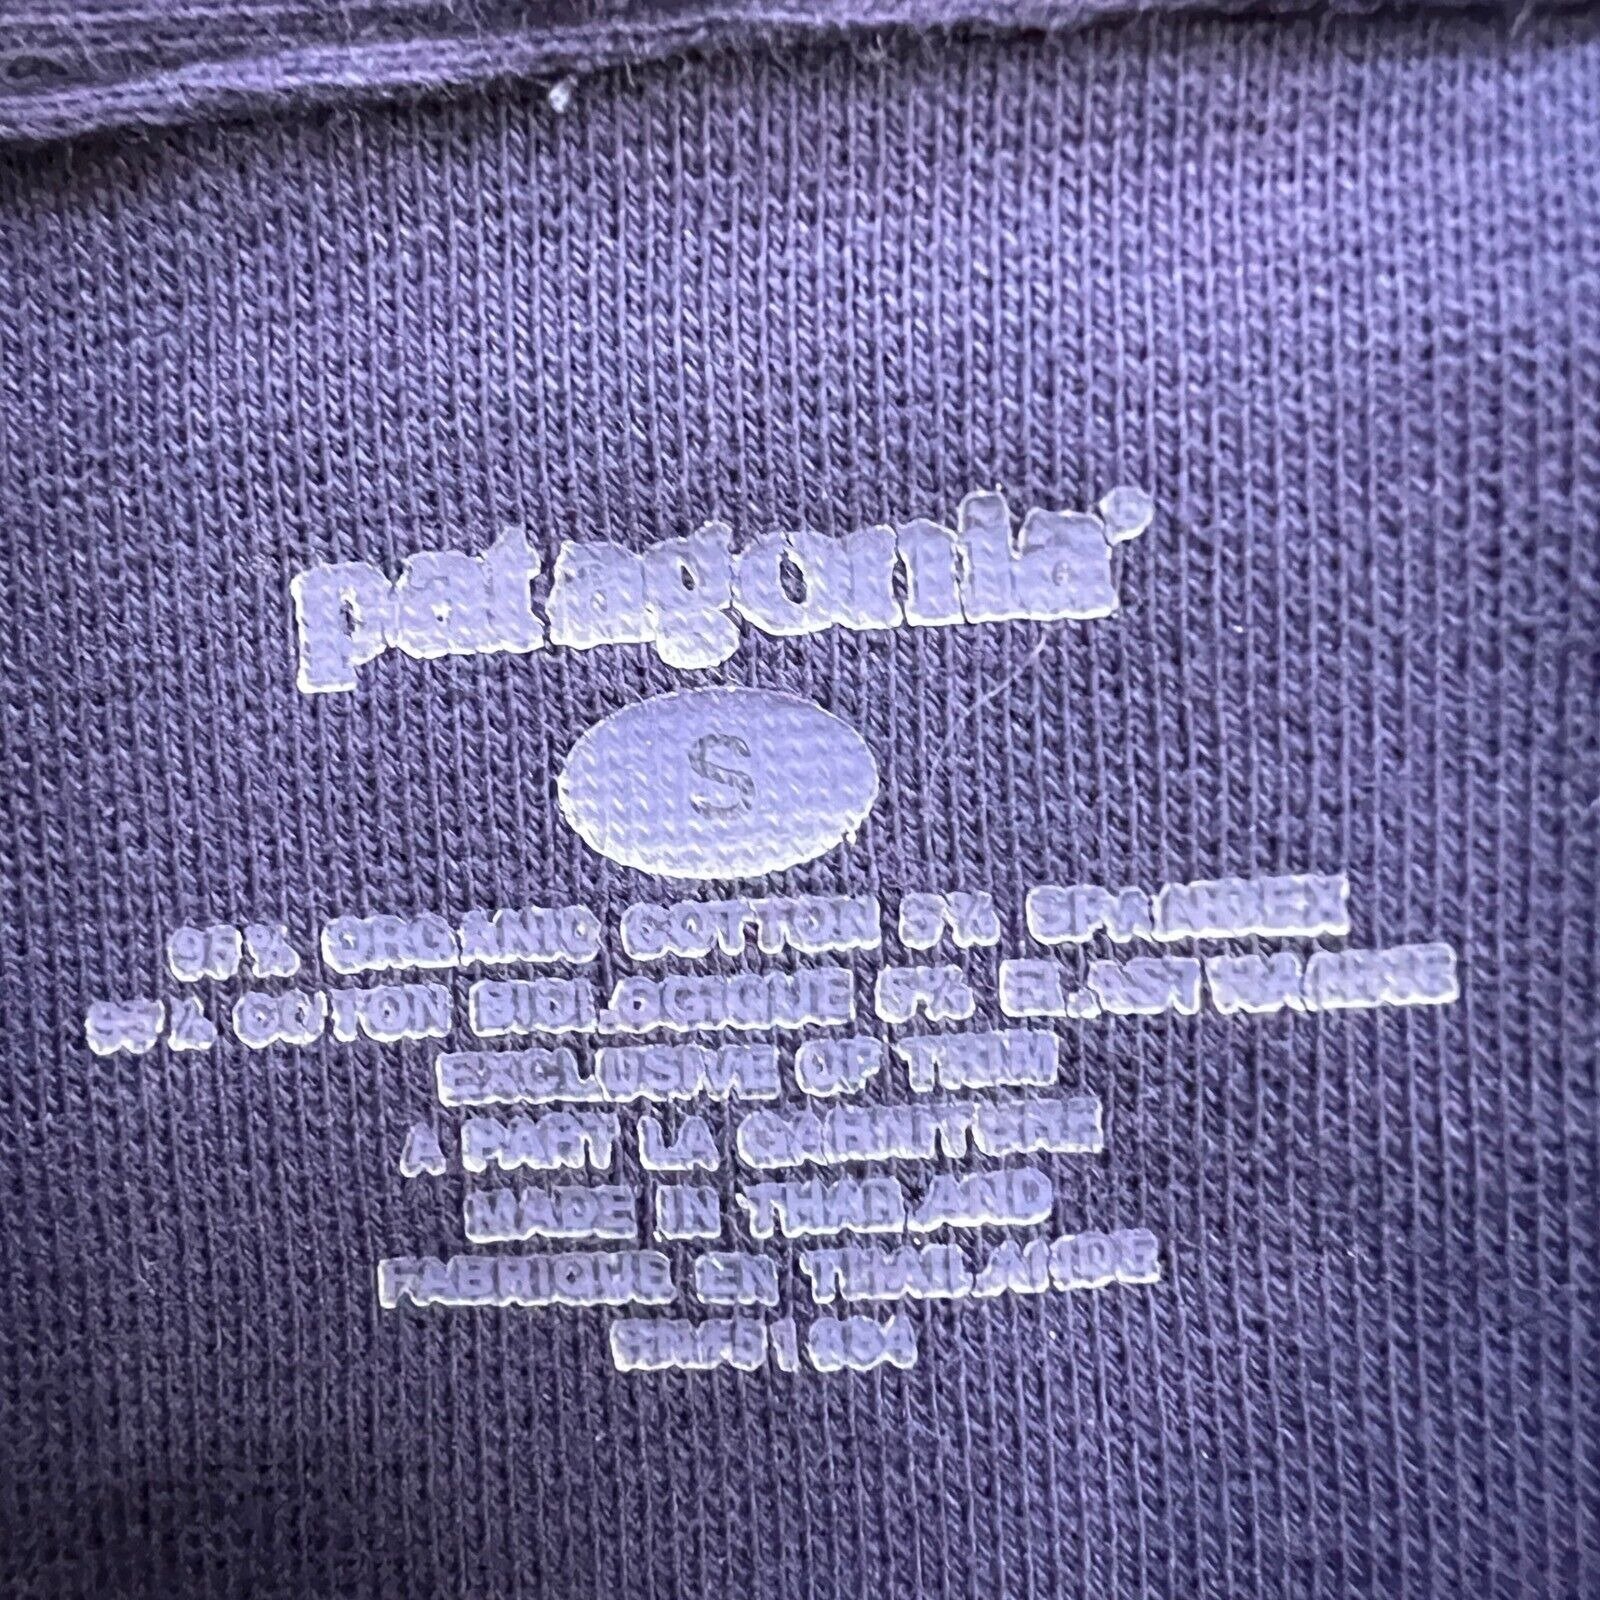 patagonia®
S
95% ORGANIC COTTON 5% SPANDEX
95% COTON BIOLOGIQUE 5% ELASTHANNE
EXCLUSIVE OF TRIM
A PART LA GARNITURE
MADE IN THAILAND
FABRIQUE EN THAILANDE